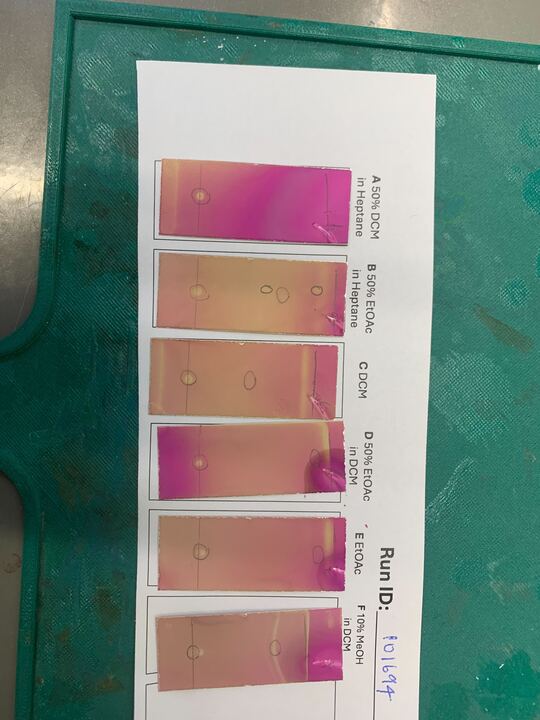 Run ID: 101694
A 50% DCM
in Heptane
B 50% EtOAc
in Heptane
C DCM
D 50% EtOAc
in DCM
E EtOAc
F 10% MeOH
in DCM